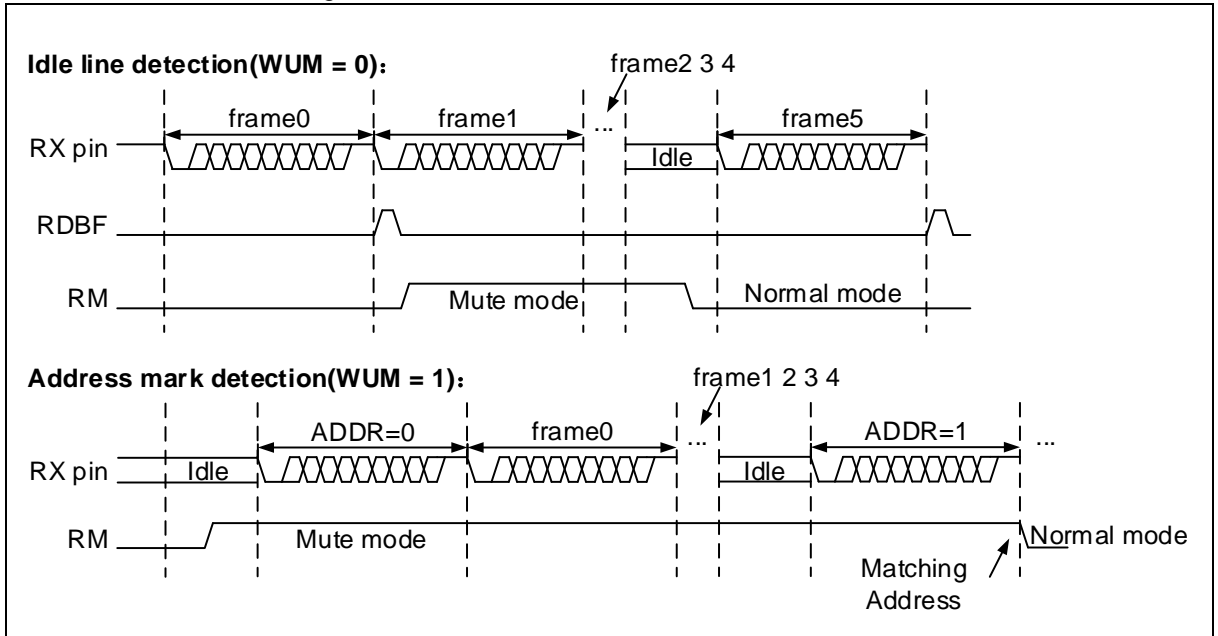 Idle line detection(WUM = 0):
frame2 3 4
frame0
frame1
...
frame5
RX pin
Idle
RDBF
RM
Mute mode
Normal mode
Address mark detection(WUM = 1):
frame1 2 3 4
ADDR=0
frame0
...
ADDR=1
...
RX pin
Idle
Idle
RM
Mute mode
Normal mode
Matching
Address